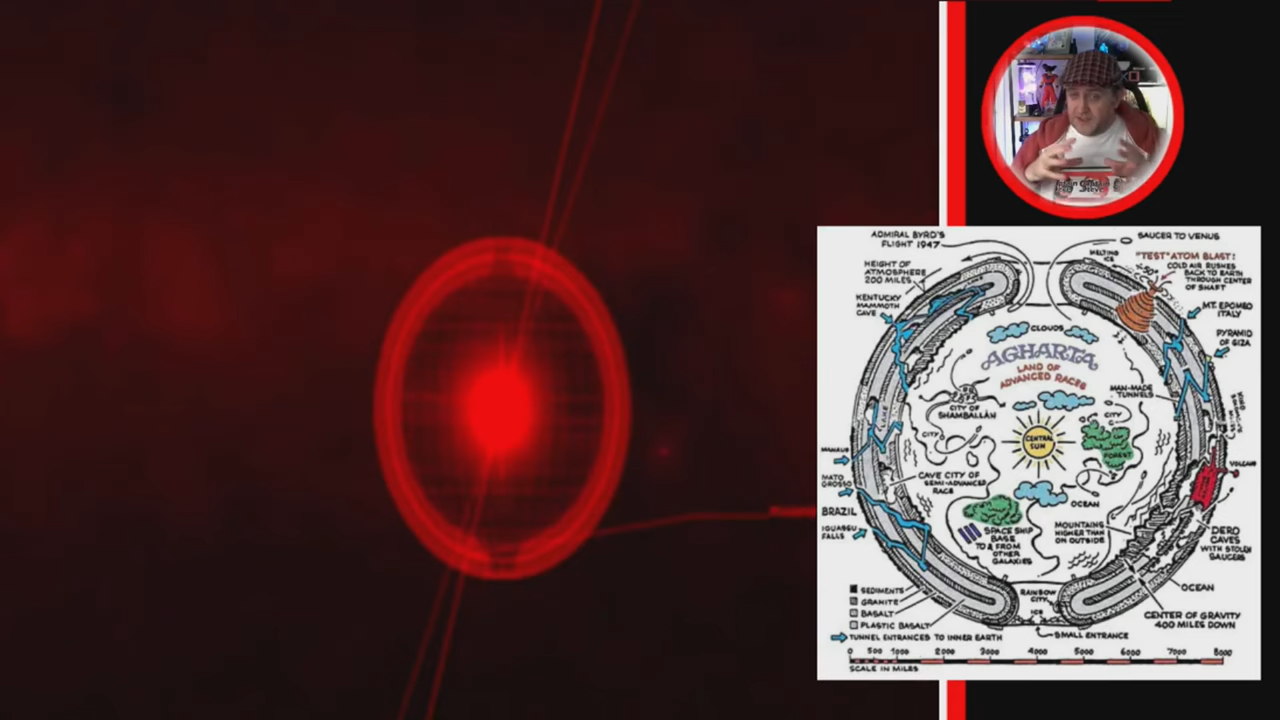 ADMIRAL BYRD'S
FLIGHT 1947
SAUCER TO VENUS
MELTING
ICE
"TEST" ATOM BLAST!
COLD AIR RUSHES
BACK TO EARTH
THROUGH CENTER
OF SHAFT
HEIGHT OF
ATMOSPHERE
200 MILES
KENTUCKY
MAMMOTH
CAVE
MT. EPOMEO
ITALY
PYRAMID
OF GIZA
CLOUDS
AGHARTA
LAND OF
ADVANCED RACES
MAN-MADE
TUNNELS
CITY OF
SHAMBALLAH
CITY
CITY
CENTRAL
SUN
FOREST
LAKE
MANAUS
MATO
GROSSO
BRAZIL
IGUASSU
FALLS
VOLCANO
CAVE CITY OF
SEMI-ADVANCED
RACE
OCEAN
SPACE SHIP
BASE
TO & FROM
OTHER
GALAXIES
MOUNTAINS
HIGHER THAN
ON OUTSIDE
DERO
CAVES
WITH STOLEN
SAUCERS
OCEAN
CENTER OF GRAVITY
400 MILES DOWN
RAINBOW
CITY
ICE
SMALL ENTRANCE
SEDIMENTS
GRANITE
BASALT
PLASTIC BASALT
TUNNEL ENTRANCES TO INNER EARTH
0 500 1000 2000 3000 4000 5000 6000 7000 8000
SCALE IN MILES